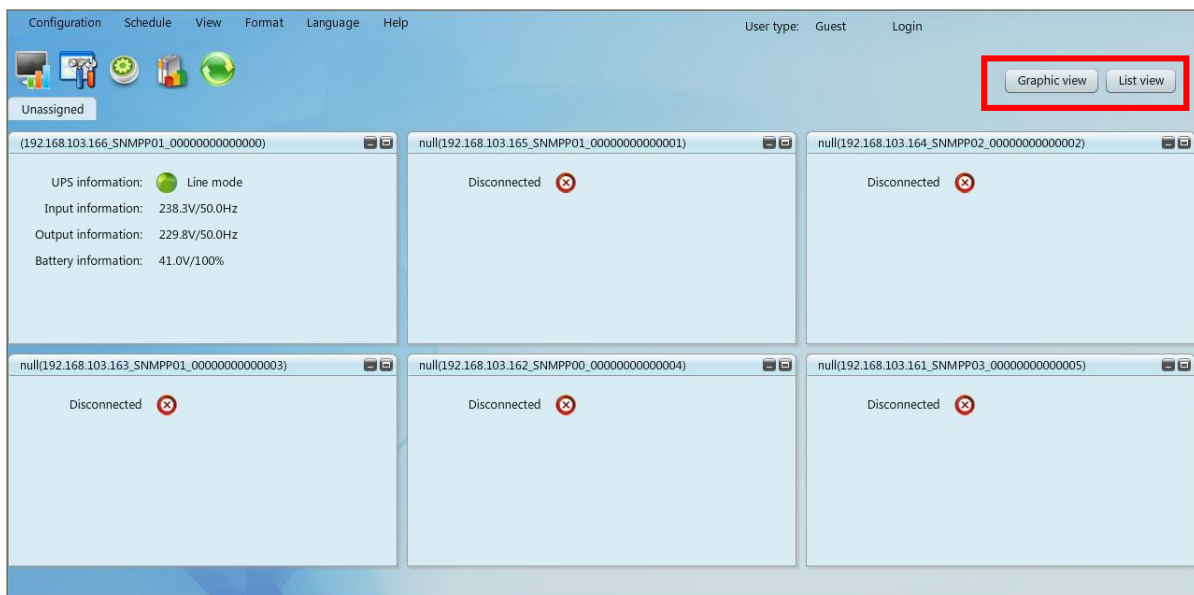 Configuration Schedule View Format Language Help User type: Guest Login
Graphic view List view
Unassigned
(192.168.103.166_SNMPP01_00000000000000)
UPS information: Line mode
Input information: 238.3V/50.0Hz
Output information: 229.8V/50.0Hz
Battery information: 41.0V/100%
null(192.168.103.165_SNMPP01_00000000000001)
Disconnected
null(192.168.103.164_SNMPP02_00000000000002)
Disconnected
null(192.168.103.163_SNMPP01_00000000000003)
Disconnected
null(192.168.103.162_SNMPP00_00000000000004)
Disconnected
null(192.168.103.161_SNMPP03_00000000000005)
Disconnected